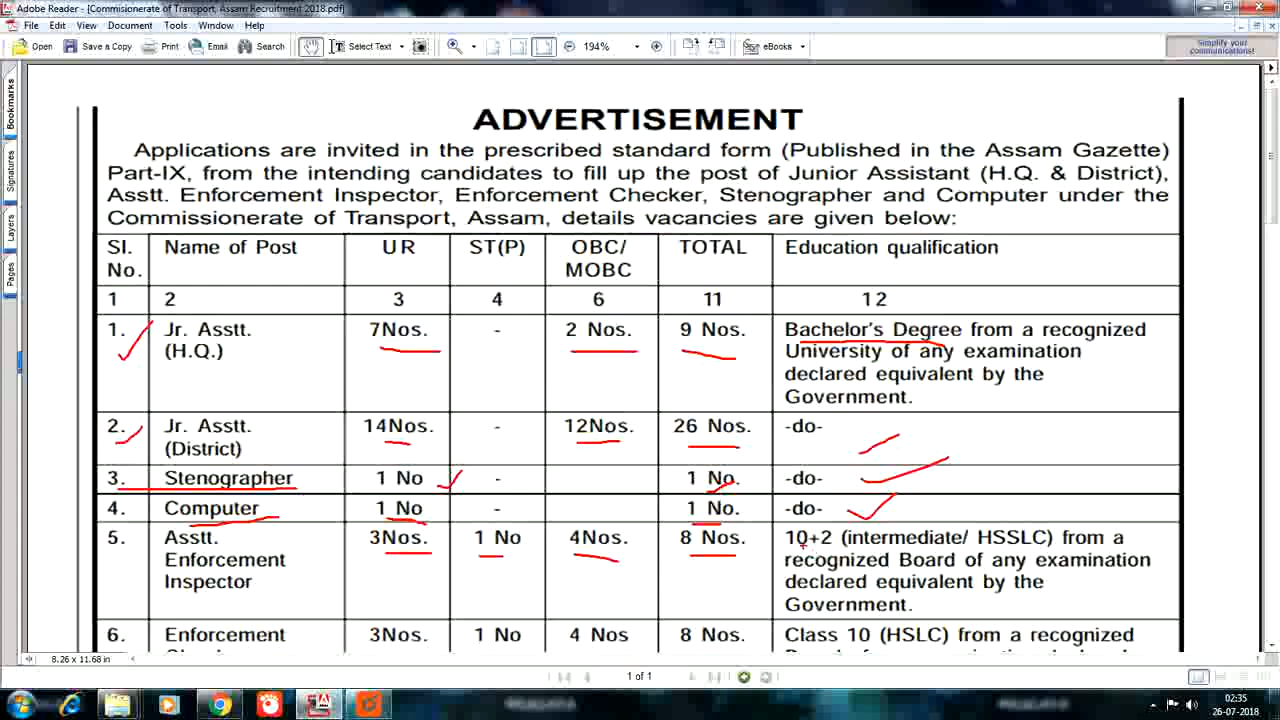 Adobe Reader - [Commisionerate of Transport, Assam Recruitment 2018.pdf]
File Edit View Document Tools Window Help
Open Save a Copy Print Email Search Select Text 194% eBooks
Simplify your communications!
Bookmarks
Signatures
Layers
Pages
ADVERTISEMENT
Applications are invited in the prescribed standard form (Published in the Assam Gazette)
Part-IX, from the intending candidates to fill up the post of Junior Assistant (H.Q. & District),
Asstt. Enforcement Inspector, Enforcement Checker, Stenographer and Computer under the
Commissionerate of Transport, Assam, details vacancies are given below:
Sl. Name of Post UR ST(P) OBC/ TOTAL Education qualification
No. MOBC
1 2 3 4 6 11 12
1. Jr. Asstt. 7Nos. - 2 Nos. 9 Nos. Bachelor's Degree from a recognized
(H.Q.) University of any examination
declared equivalent by the
Government.
2. Jr. Asstt. 14Nos. - 12Nos. 26 Nos. -do-
(District)
3. Stenographer 1 No - 1 No. -do-
4. Computer 1 No - 1 No. -do-
5. Asstt. 3Nos. 1 No 4Nos. 8 Nos. 10+2 (intermediate/ HSSLC) from a
Enforcement recognized Board of any examination
Inspector declared equivalent by the
Government.
6. Enforcement 3Nos. 1 No 4 Nos 8 Nos. Class 10 (HSLC) from a recognized
8.26 x 11.68 in
1 of 1
02:35
26-07-2018